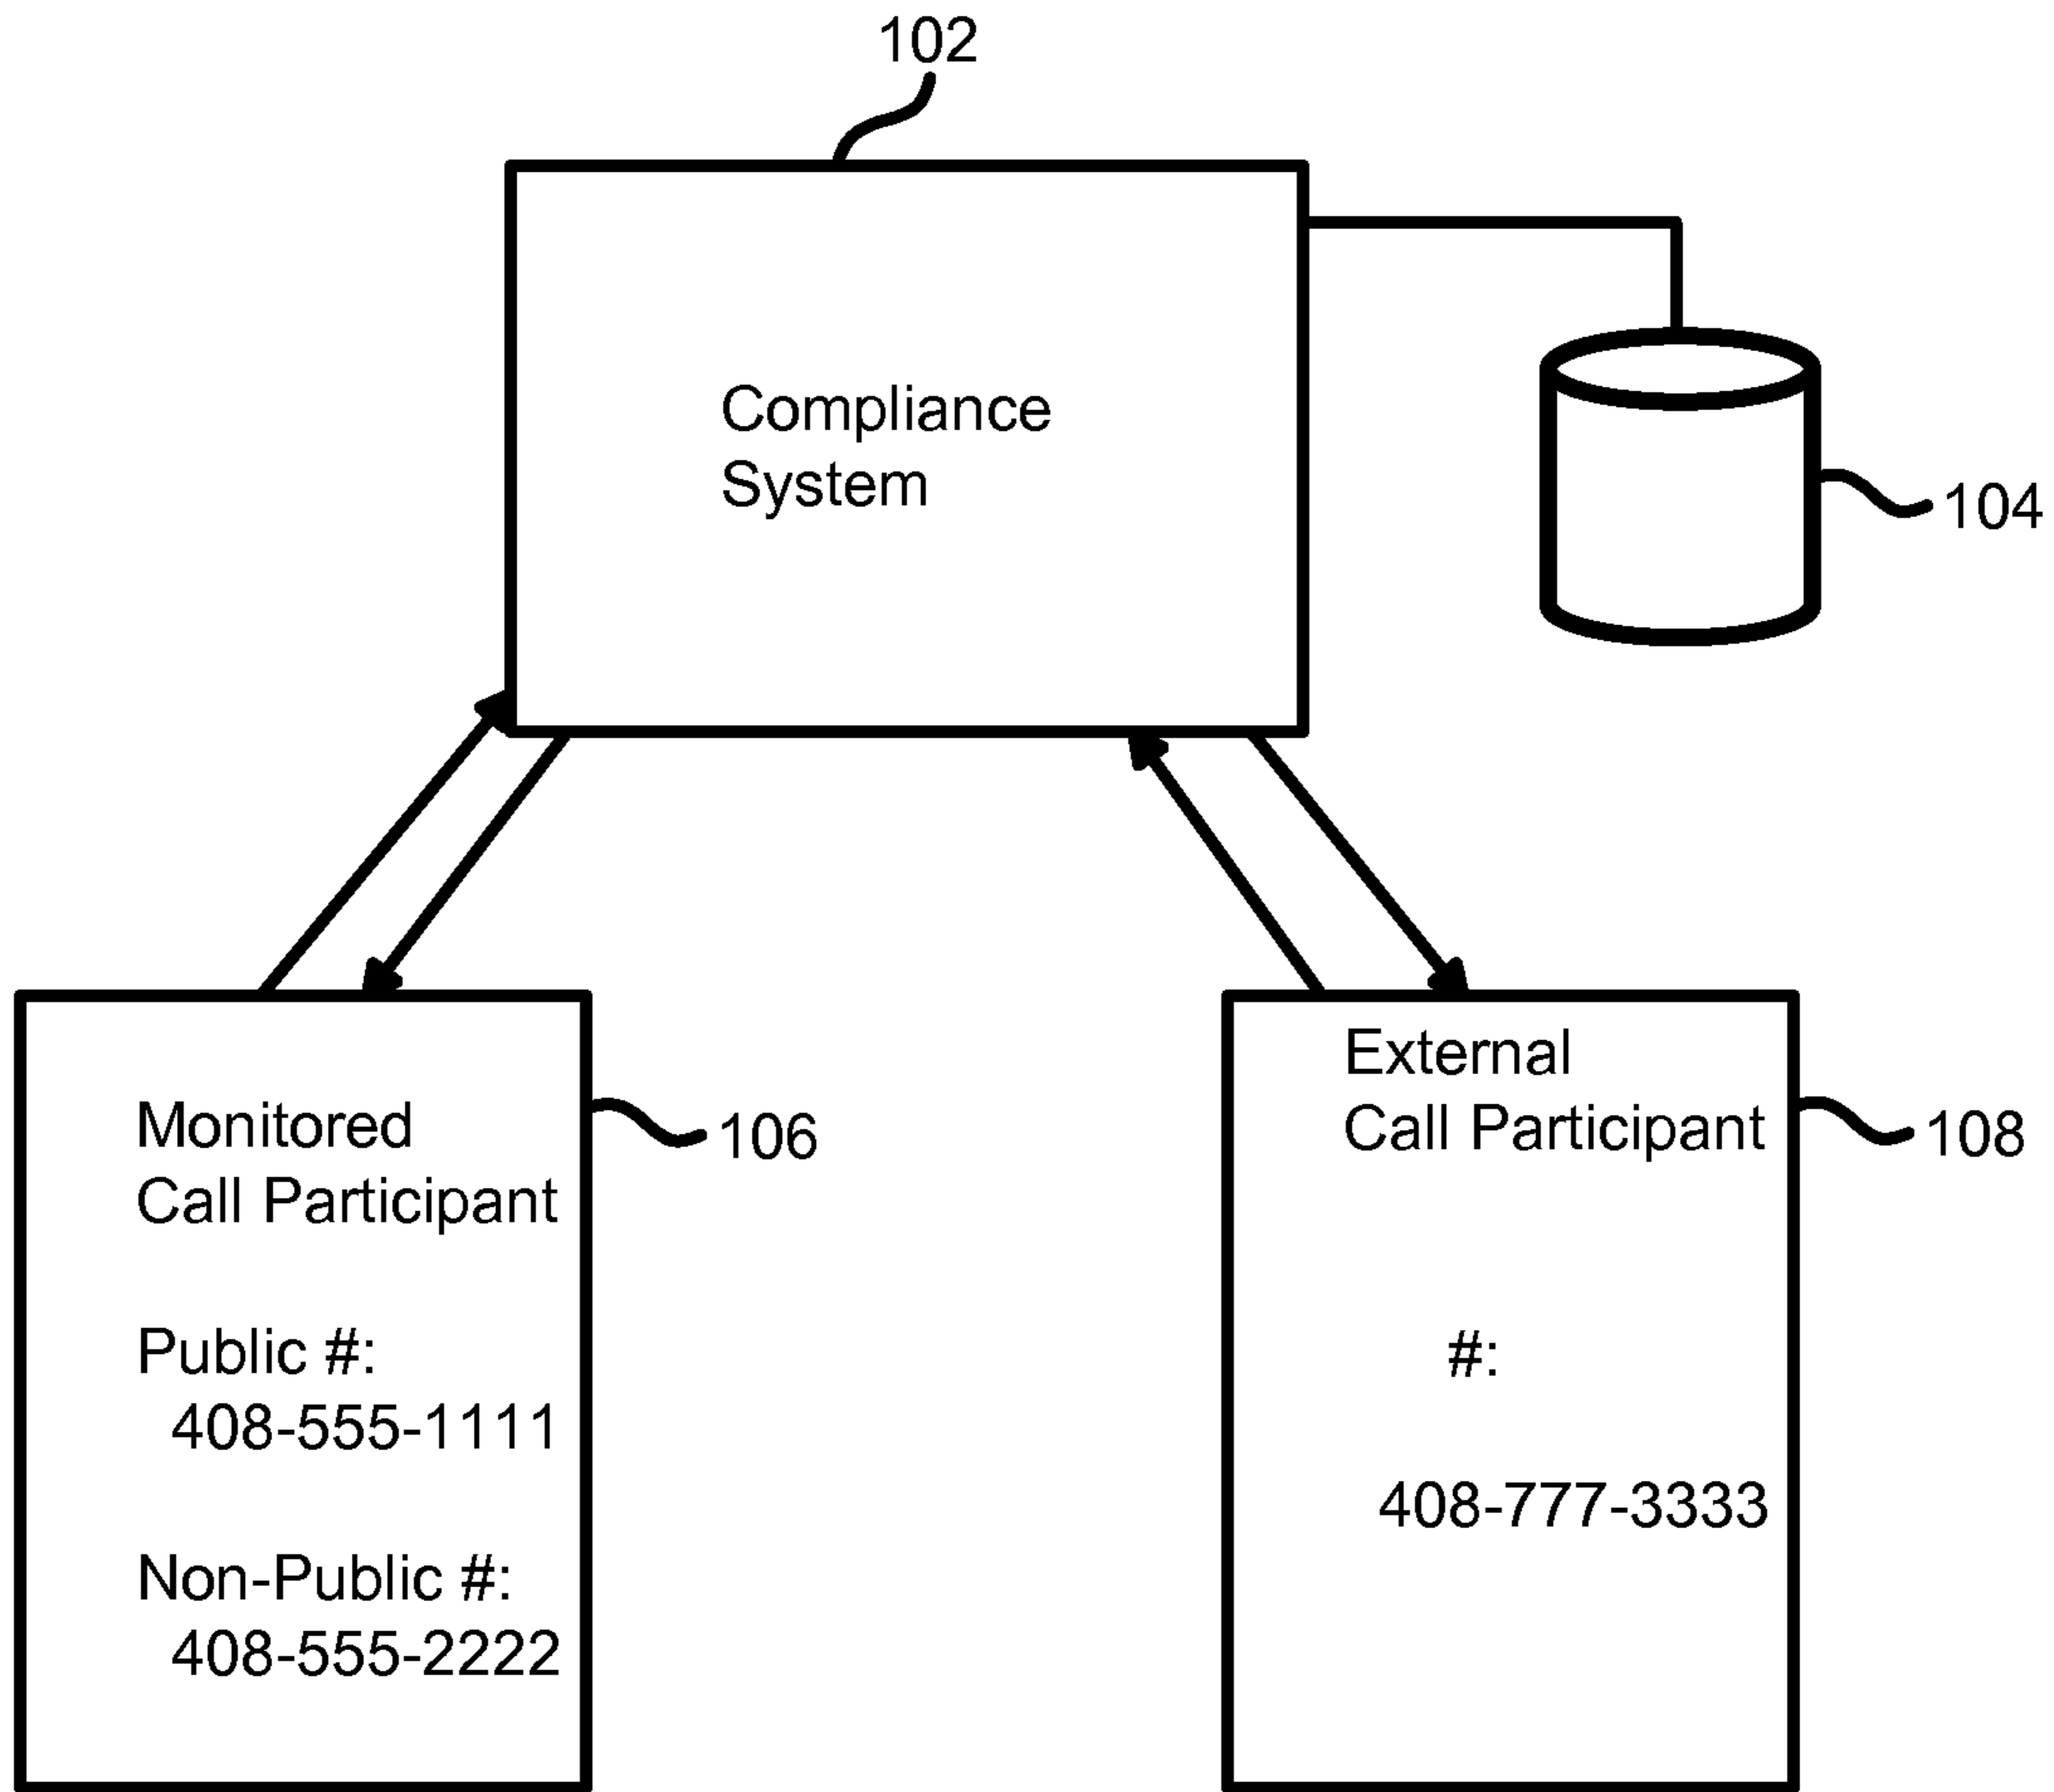 102
Compliance
System
104
Monitored
Call Participant
106
Public #:
408-555-1111
Non-Public #:
408-555-2222
External
Call Participant
108
#:
408-777-3333